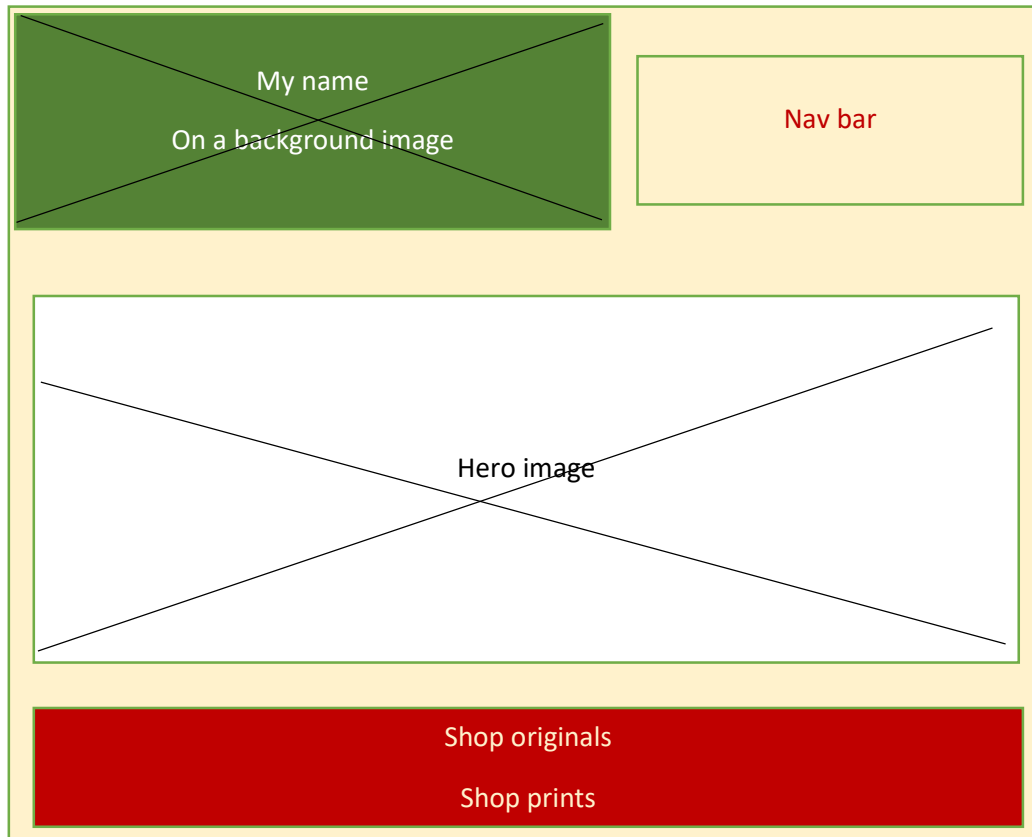 My name
On a background image
Nav bar
Hero image
Shop originals
Shop prints